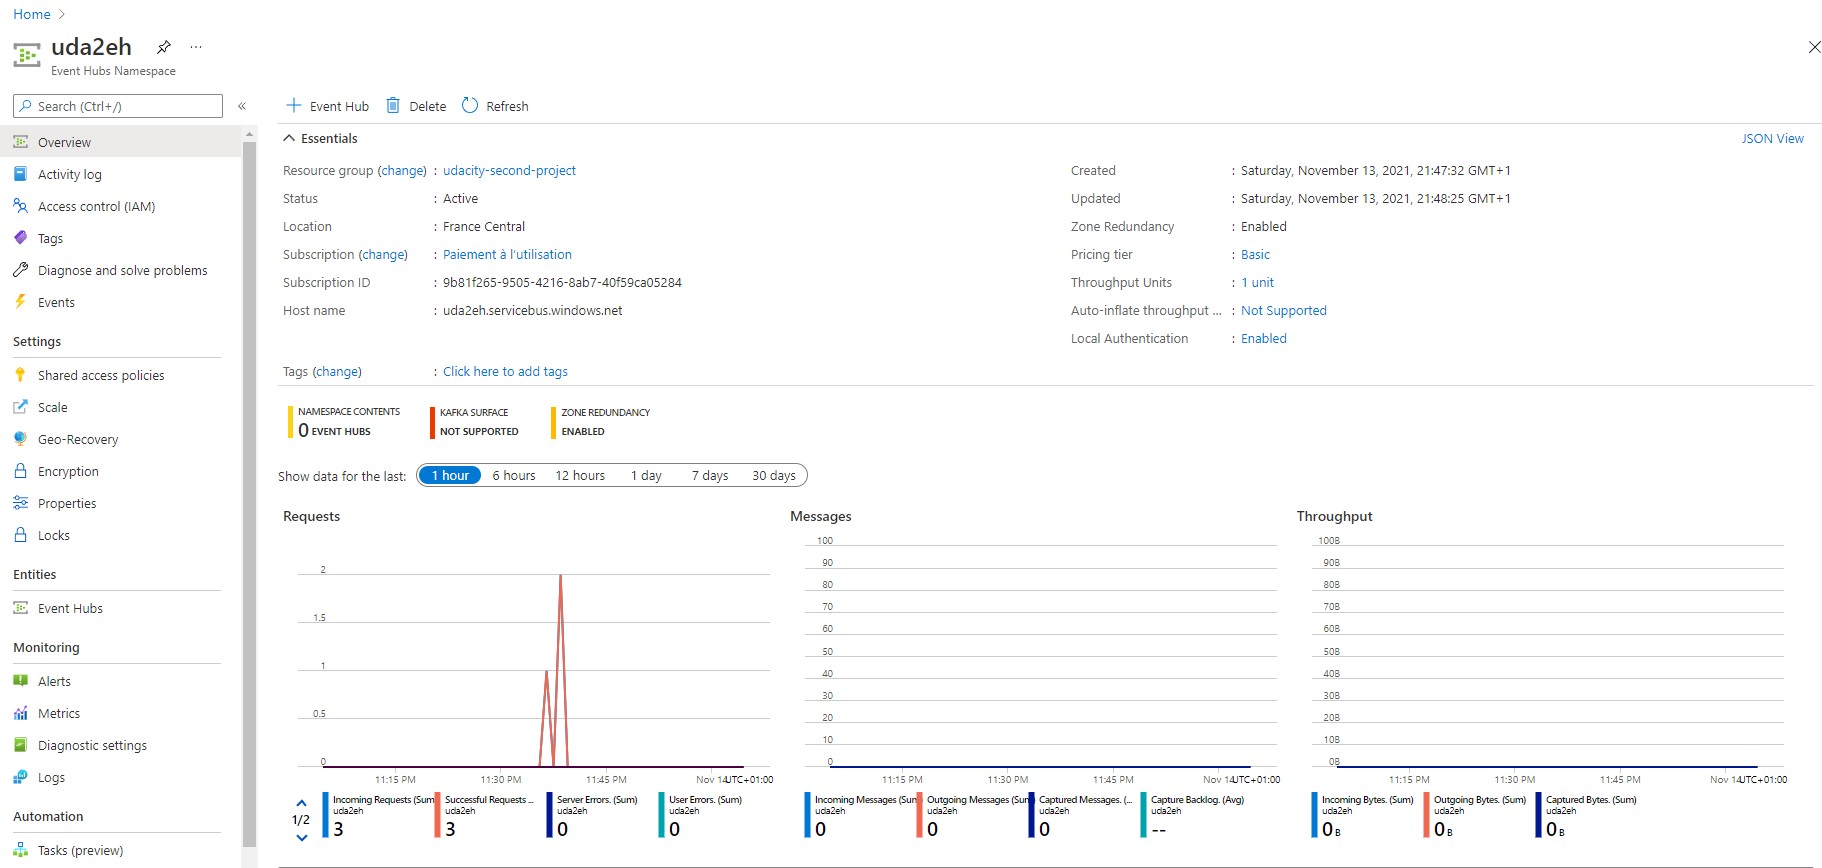 Home >
uda2eh ...
Event Hubs Namespace
Search (Ctrl+/) «
Overview
Activity log
Access control (IAM)
Tags
Diagnose and solve problems
Events
Settings
Shared access policies
Scale
Geo-Recovery
Encryption
Properties
Locks
Entities
Event Hubs
Monitoring
Alerts
Metrics
Diagnostic settings
Logs
Automation
Tasks (preview)
+ Event Hub Delete Refresh
Essentials JSON View
Resource group (change) : udacity-second-project
Status : Active
Location : France Central
Subscription (change) : Paiement à l'utilisation
Subscription ID : 9b81f265-9505-4216-8ab7-40f59ca05284
Host name : uda2eh.servicebus.windows.net
Created : Saturday, November 13, 2021, 21:47:32 GMT+1
Updated : Saturday, November 13, 2021, 21:48:25 GMT+1
Zone Redundancy : Enabled
Pricing tier : Basic
Throughput Units : 1 unit
Auto-inflate throughput ... : Not Supported
Local Authentication : Enabled
Tags (change) : Click here to add tags
NAMESPACE CONTENTS
0 EVENT HUBS
KAFKA SURFACE
NOT SUPPORTED
ZONE REDUNDANCY
ENABLED
Show data for the last: 1 hour 6 hours 12 hours 1 day 7 days 30 days
Requests
2
1.5
1
0.5
0
11:15 PM 11:30 PM 11:45 PM Nov 14 UTC+01:00
1/2
Incoming Requests (Sum)
uda2eh
3
Successful Requests ...
uda2eh
3
Server Errors. (Sum)
uda2eh
0
User Errors. (Sum)
uda2eh
0
Messages
100
90
80
70
60
50
40
30
20
10
0
11:15 PM 11:30 PM 11:45 PM Nov 14 UTC+01:00
Incoming Messages (Sum)
uda2eh
0
Outgoing Messages (Sum)
uda2eh
0
Captured Messages. (...
uda2eh
0
Capture Backlog. (Avg)
uda2eh
--
Throughput
100B
90B
80B
70B
60B
50B
40B
30B
20B
10B
0B
11:15 PM 11:30 PM 11:45 PM Nov 14 UTC+01:00
Incoming Bytes. (Sum)
uda2eh
0 B
Outgoing Bytes. (Sum)
uda2eh
0 B
Captured Bytes. (Sum)
uda2eh
0 B